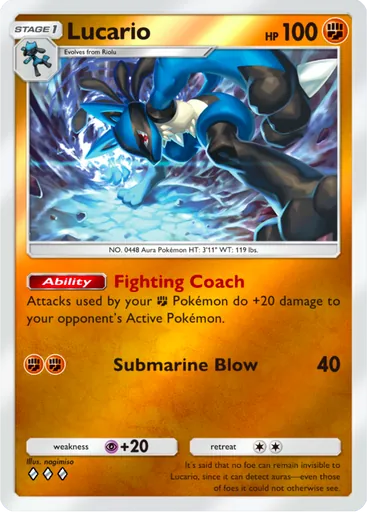 STAGE 1
Lucario
HP 100
Evolves from Riolu
NO. 0448 Aura Pokémon HT: 3'11" WT: 119 lbs.
Ability Fighting Coach
Attacks used by your Pokémon do +20 damage to
your opponent's Active Pokémon.
Submarine Blow 40
weakness +20 retreat
Illus. nogimiso
It's said that no foe can remain invisible to
Lucario, since it can detect auras—even those
of foes it could not otherwise see.